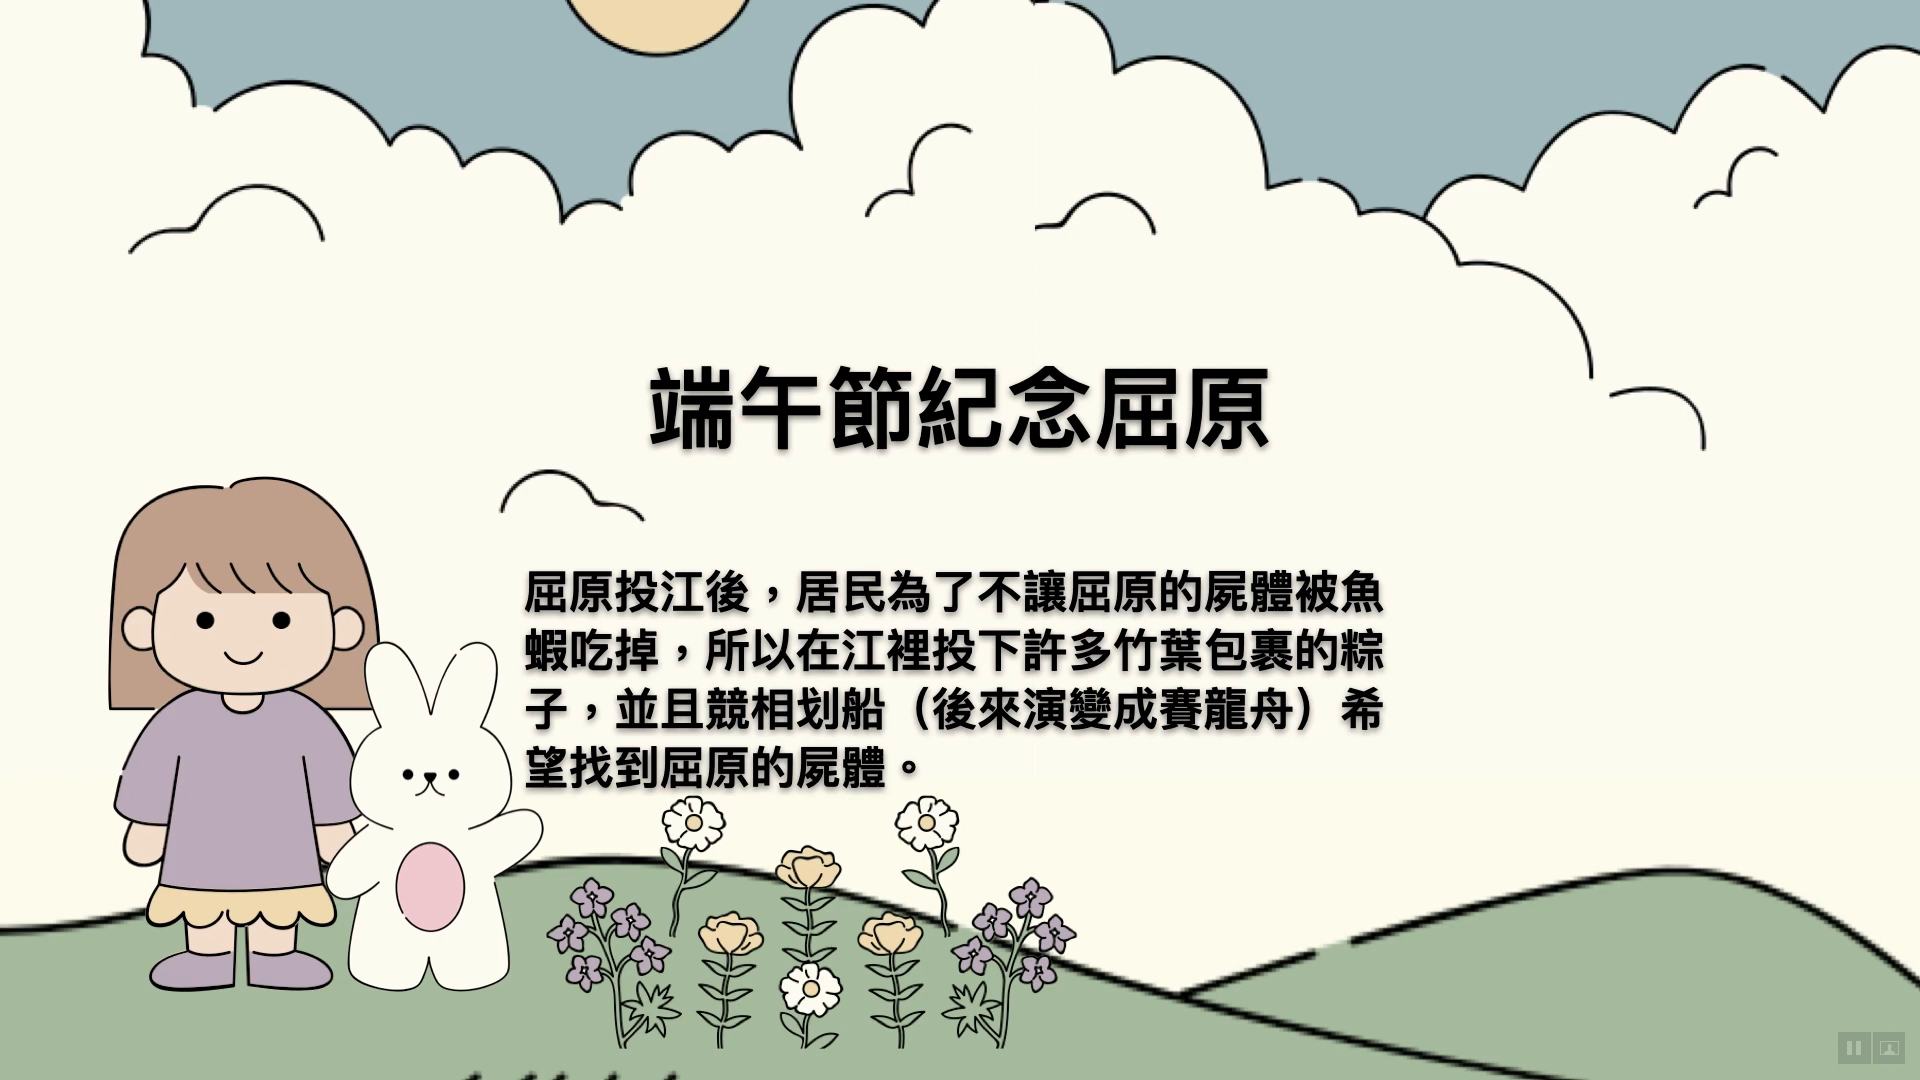 端午節紀念屈原
屈原投江後，居民為了不讓屈原的屍體被魚
蝦吃掉，所以在江裡投下許多竹葉包裹的粽
子，並且競相划船（後來演變成賽龍舟）希
望找到屈原的屍體。